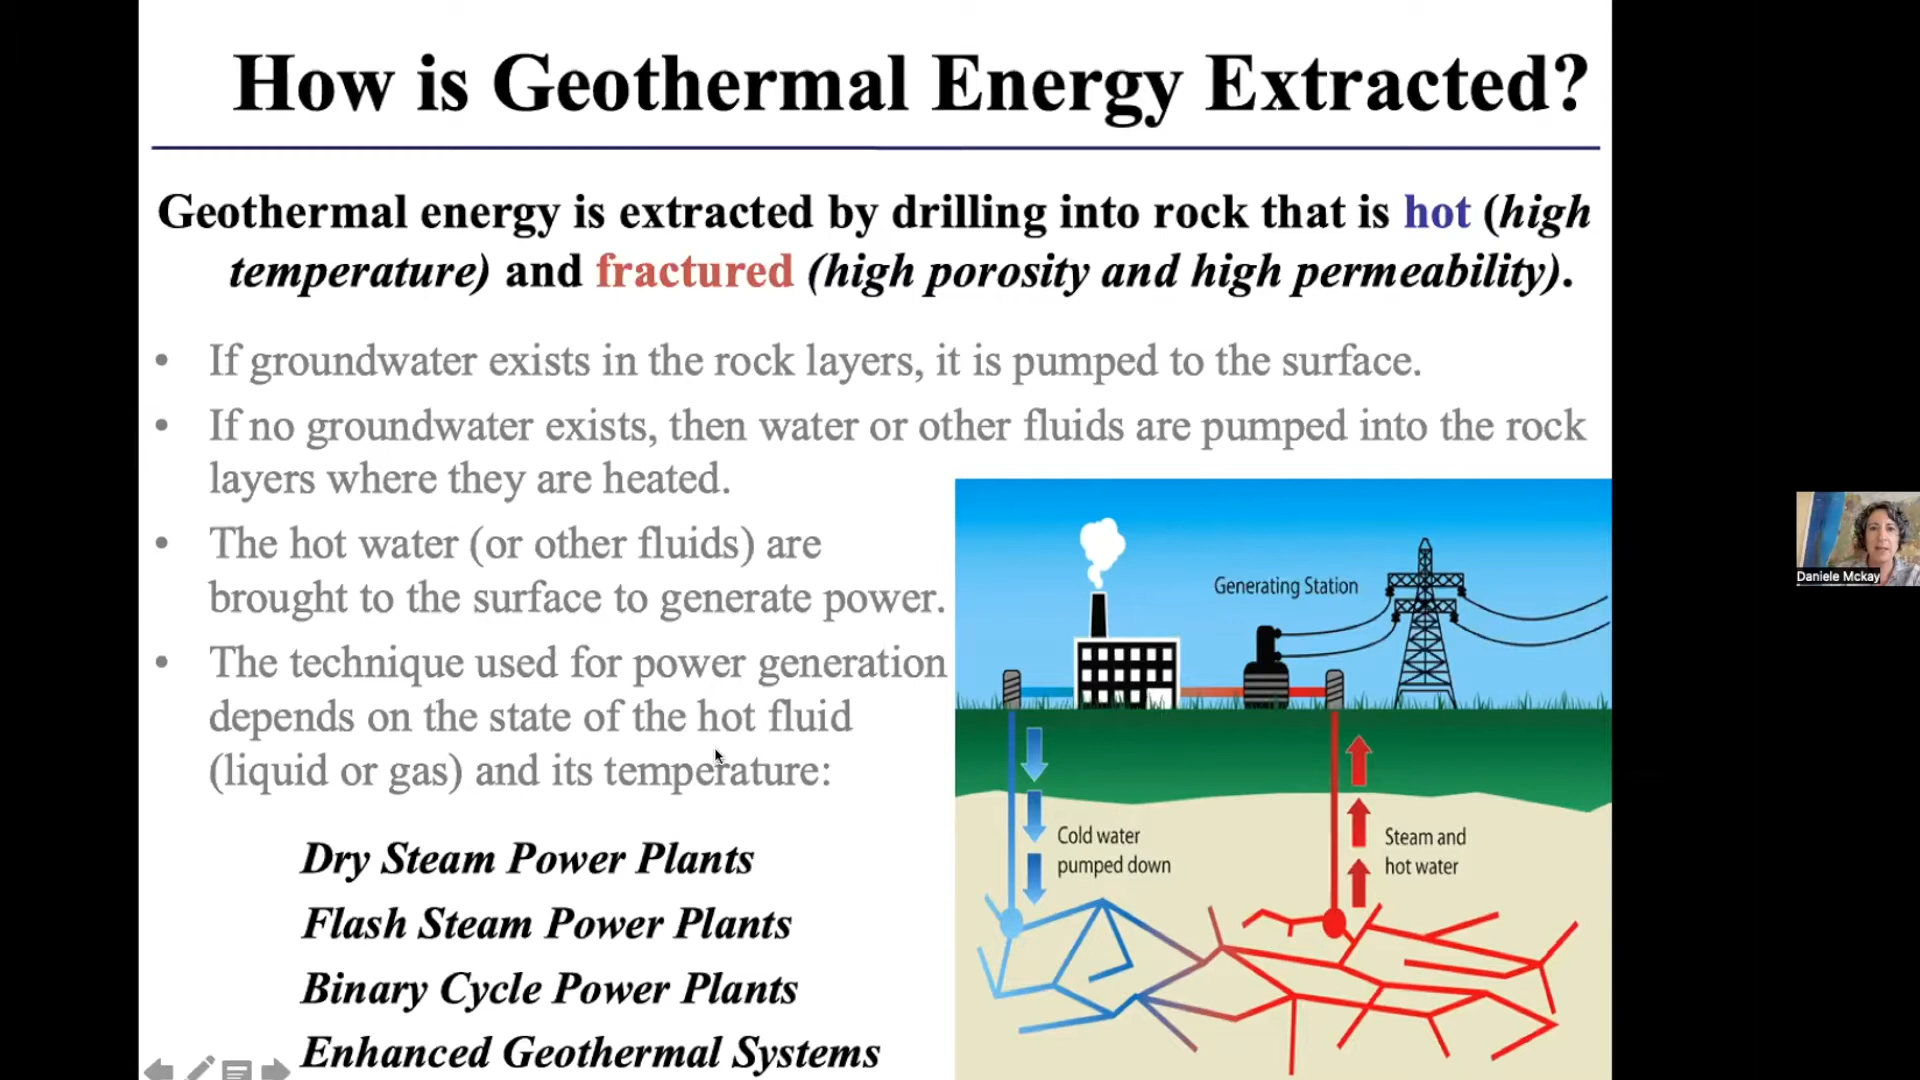 How is Geothermal Energy Extracted?
Geothermal energy is extracted by drilling into rock that is hot (high
temperature) and fractured (high porosity and high permeability).
• If groundwater exists in the rock layers, it is pumped to the surface.
• If no groundwater exists, then water or other fluids are pumped into the rock
layers where they are heated.
• The hot water (or other fluids) are
brought to the surface to generate power.
• The technique used for power generation
depends on the state of the hot fluid
(liquid or gas) and its temperature:
Dry Steam Power Plants
Flash Steam Power Plants
Binary Cycle Power Plants
Enhanced Geothermal Systems
Generating Station
Cold water
pumped down
Steam and
hot water
Daniele Mckay